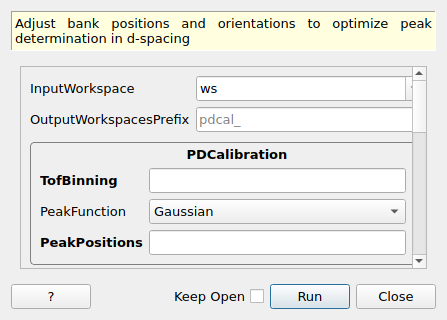 Adjust bank positions and orientations to optimize peak
determination in d-spacing
InputWorkspace ws
OutputWorkspacesPrefix pdcal_
PDCalibration
TofBinning
PeakFunction Gaussian
PeakPositions
? Keep Open Run Close